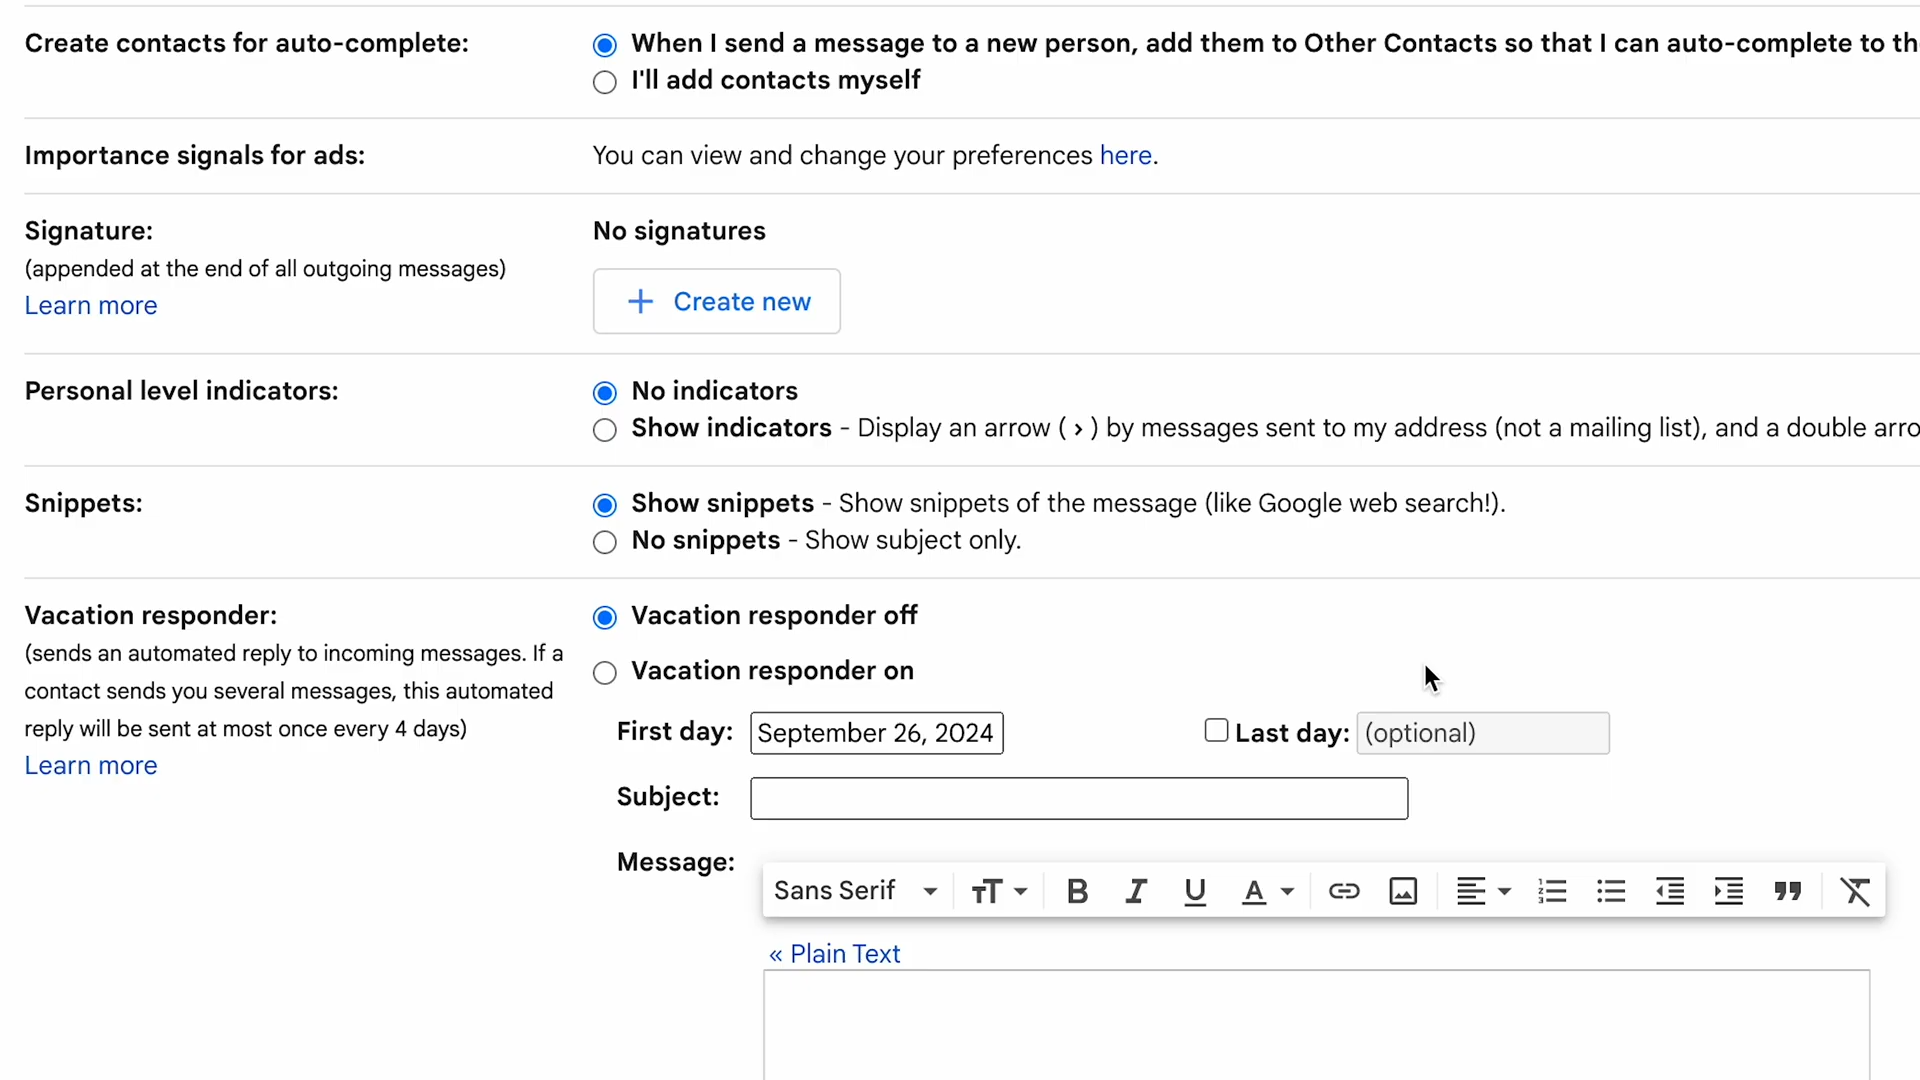 Create contacts for auto-complete:
When I send a message to a new person, add them to Other Contacts so that I can auto-complete to th
I'll add contacts myself
Importance signals for ads:
You can view and change your preferences here.
Signature:
(appended at the end of all outgoing messages)
Learn more
No signatures
+ Create new
Personal level indicators:
No indicators
Show indicators - Display an arrow ( › ) by messages sent to my address (not a mailing list), and a double arro
Snippets:
Show snippets - Show snippets of the message (like Google web search!).
No snippets - Show subject only.
Vacation responder:
(sends an automated reply to incoming messages. If a
contact sends you several messages, this automated
reply will be sent at most once every 4 days)
Learn more
Vacation responder off
Vacation responder on
First day: September 26, 2024 Last day: (optional)
Subject:
Message:
Sans Serif
« Plain Text